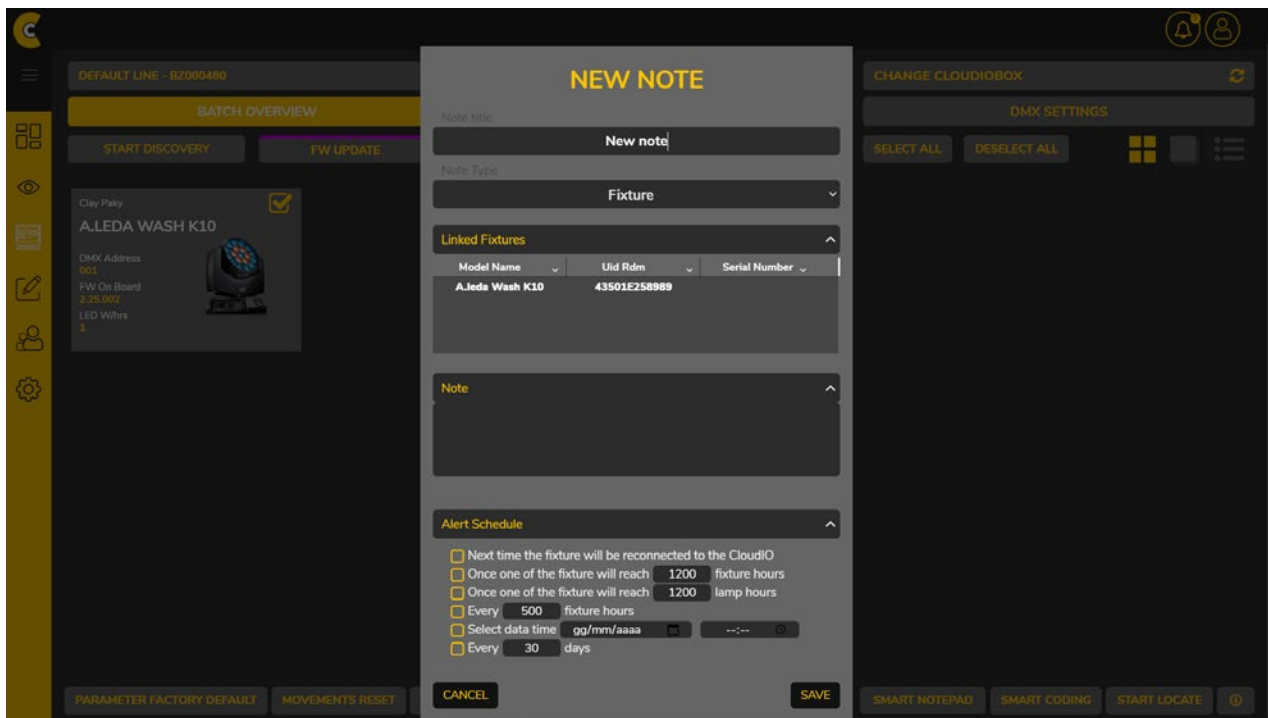 C
DEFAULT LINE - BZ000480
CHANGE CLOUDIOBOX
BATCH OVERVIEW
DMX SETTINGS
START DISCOVERY
FW UPDATE
SELECT ALL
DESELECT ALL
Clay Paky
A.LEDA WASH K10
DMX Address
001
FW On Board
2.25.002
LED W/hrs
1
NEW NOTE
Note title
New note
Note Type
Fixture
Linked Fixtures
Model Name Uid Rdm Serial Number
A.leda Wash K10 43501E258989
Note
Alert Schedule
Next time the fixture will be reconnected to the CloudIO
Once one of the fixture will reach 1200 fixture hours
Once one of the fixture will reach 1200 lamp hours
Every 500 fixture hours
Select data time gg/mm/aaaa --:--
Every 30 days
CANCEL SAVE
PARAMETER FACTORY DEFAULT MOVEMENTS RESET
SMART NOTEPAD SMART CODING START LOCATE